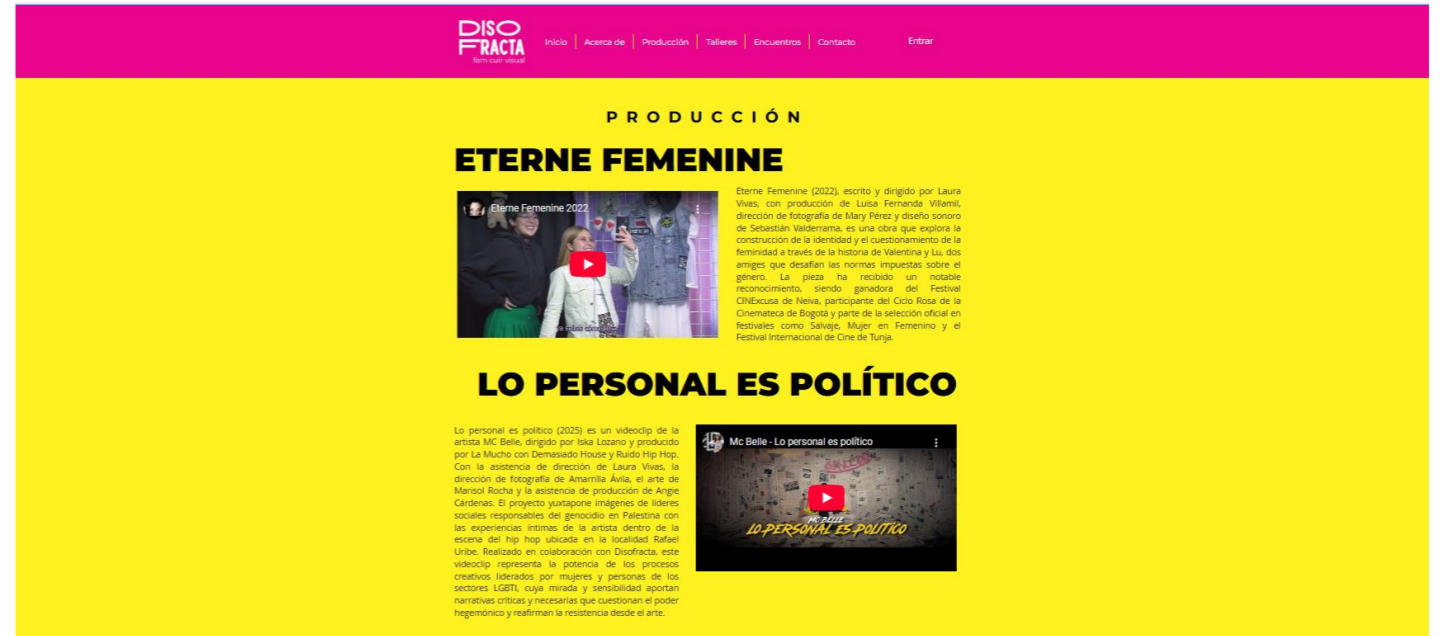 DISO
FRACTA
fem cuir visual
Inicio
Acerca de
Producción
Talleres
Encuentros
Contacto
Entrar
PRODUCCIÓN
ETERNE FEMENINE
Eterne Femenine 2022
Eterne Femenine (2022), escrito y dirigido por Laura
Vivas, con producción de Luisa Fernanda Villamil,
dirección de fotografía de Mary Pérez y diseño sonoro
de Sebastián Valderrama, es una obra que explora la
construcción de la identidad y el cuestionamiento de la
feminidad a través de la historia de Valentina y Lu, dos
amiges que desafían las normas impuestas sobre el
género. La pieza ha recibido un notable
reconocimiento, siendo ganadora del Festival
CINExcusa de Neiva, participante del Ciclo Rosa de la
Cinemateca de Bogotá y parte de la selección oficial en
festivales como Salvaje, Mujer en Femenino y el
Festival Internacional de Cine de Tunja.
LO PERSONAL ES POLÍTICO
Lo personal es político (2025) es un videoclip de la
artista MC Belle, dirigido por Iska Lozano y producido
por La Mucho con Demasiado House y Ruido Hip Hop.
Con la asistencia de dirección de Laura Vivas, la
dirección de fotografía de Amarrilla Ávila, el arte de
Marisol Rocha y la asistencia de producción de Angie
Cárdenas. El proyecto yuxtapone imágenes de líderes
sociales responsables del genocidio en Palestina con
las experiencias íntimas de la artista dentro de la
escena del hip hop ubicada en la localidad Rafael
Uribe. Realizado en colaboración con Disofracta, este
videoclip representa la potencia de los procesos
creativos liderados por mujeres y personas de los
sectores LGBTI, cuya mirada y sensibilidad aportan
narrativas críticas y necesarias que cuestionan el poder
hegemónico y reafirman la resistencia desde el arte.
Mc Belle - Lo personal es político
MC BELLE
LO PERSONAL ES POLITICO